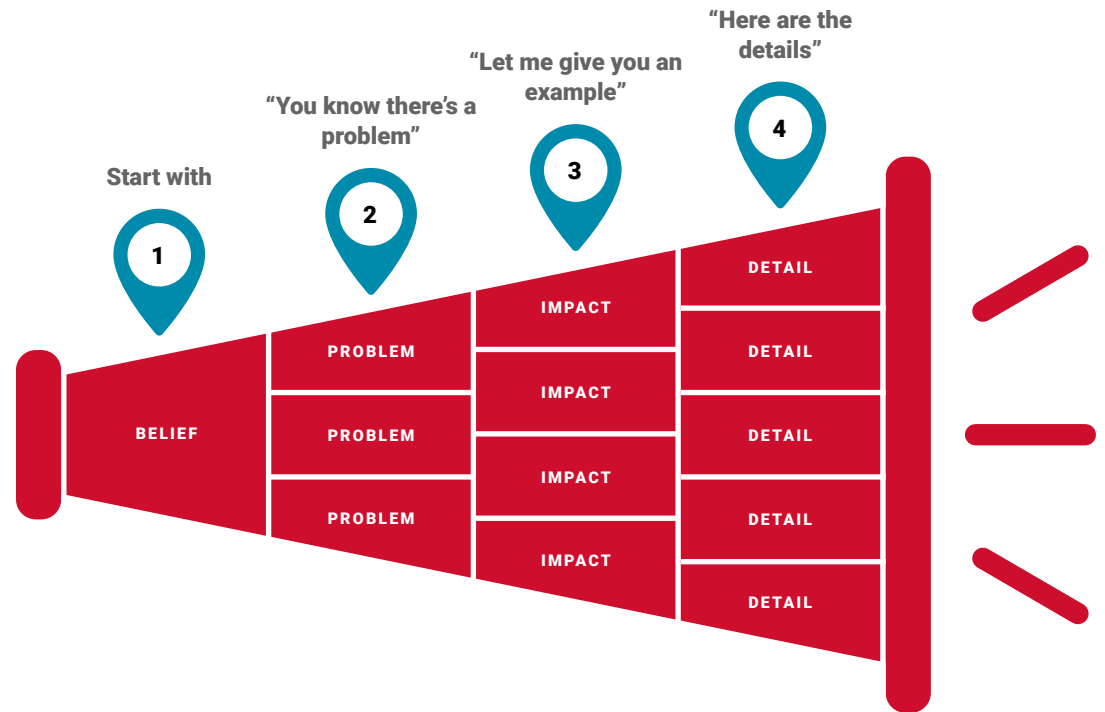 Start with
1
BELIEF
“You know there’s a
problem”
2
PROBLEM
PROBLEM
PROBLEM
“Let me give you an
example”
3
IMPACT
IMPACT
IMPACT
IMPACT
“Here are the
details”
4
DETAIL
DETAIL
DETAIL
DETAIL
DETAIL